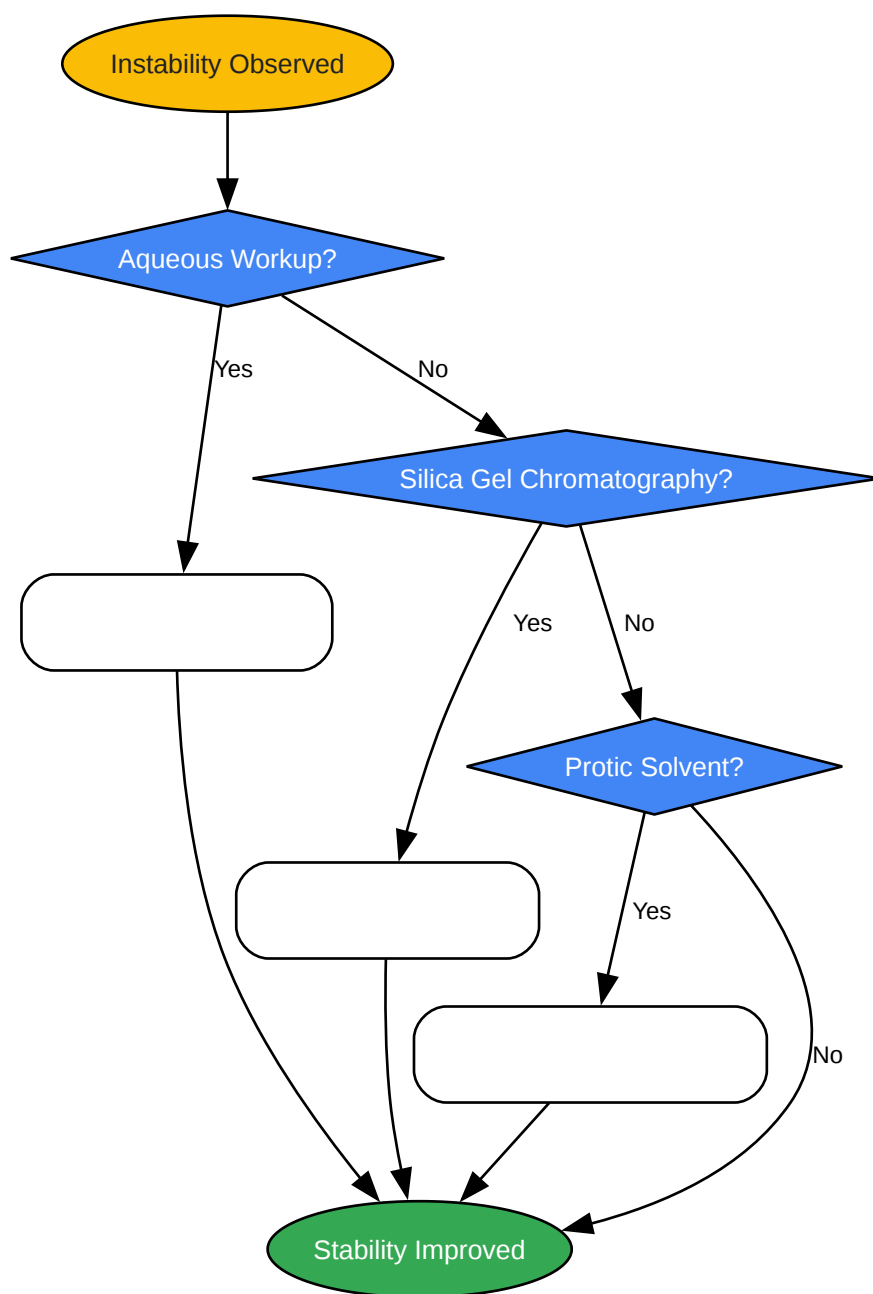 Instability Observed
Aqueous Workup?
Yes
No
Silica Gel Chromatography?
Yes
No
Protic Solvent?
Yes
No
Stability Improved